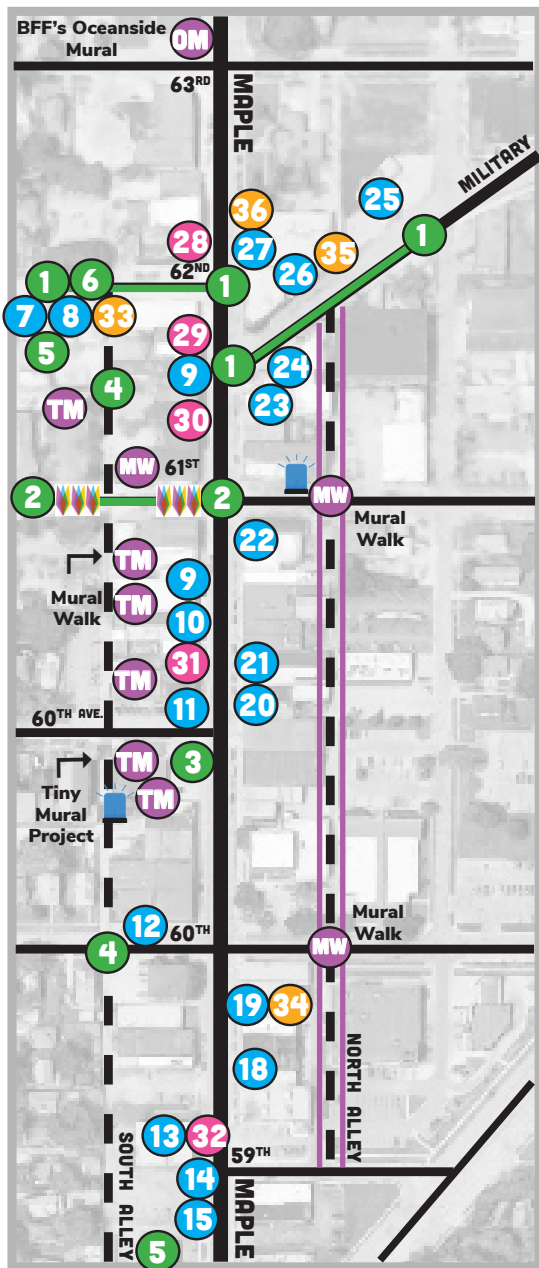 BFF's Oceanside
Mural
OM
63RD
MAPLE
MILITARY
25
36
28
27
1
35
62ND
26
1
6
1
7
8
33
29
5
1
24
4
9
23
TM
30
MW
61ST
2
2
MW
Mural
Walk
22
TM
9
Mural
Walk
TM
10
31
21
TM
11
20
60TH AVE.
TM
3
Tiny
Mural
Project
TM
12
60TH
Mural
Walk
4
MW
19
34
18
NORTH ALLEY
13
32
59TH
SOUTH ALLEY
14
MAPLE
15
5